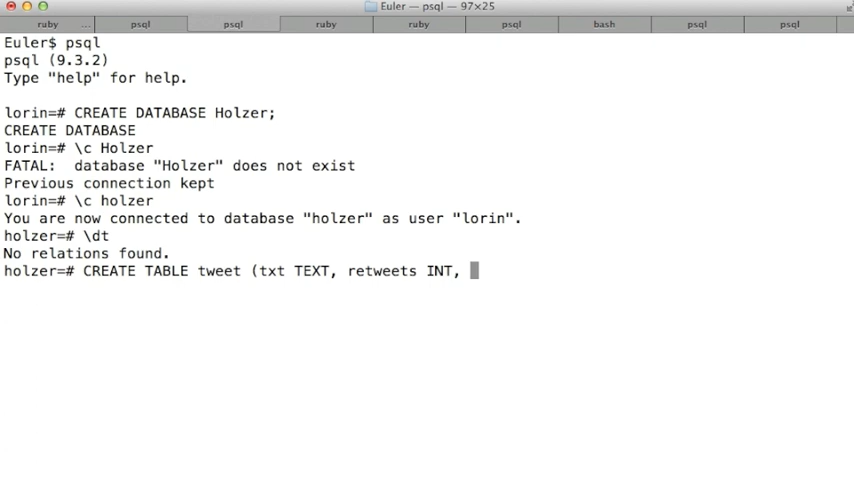 Euler — psql — 97×25
ruby ... psql psql ruby ruby psql bash psql psql
Euler$ psql
psql (9.3.2)
Type "help" for help.
lorin=# CREATE DATABASE Holzer;
CREATE DATABASE
lorin=# \c Holzer
FATAL:  database "Holzer" does not exist
Previous connection kept
lorin=# \c holzer
You are now connected to database "holzer" as user "lorin".
holzer=# \dt
No relations found.
holzer=# CREATE TABLE tweet (txt TEXT, retweets INT,